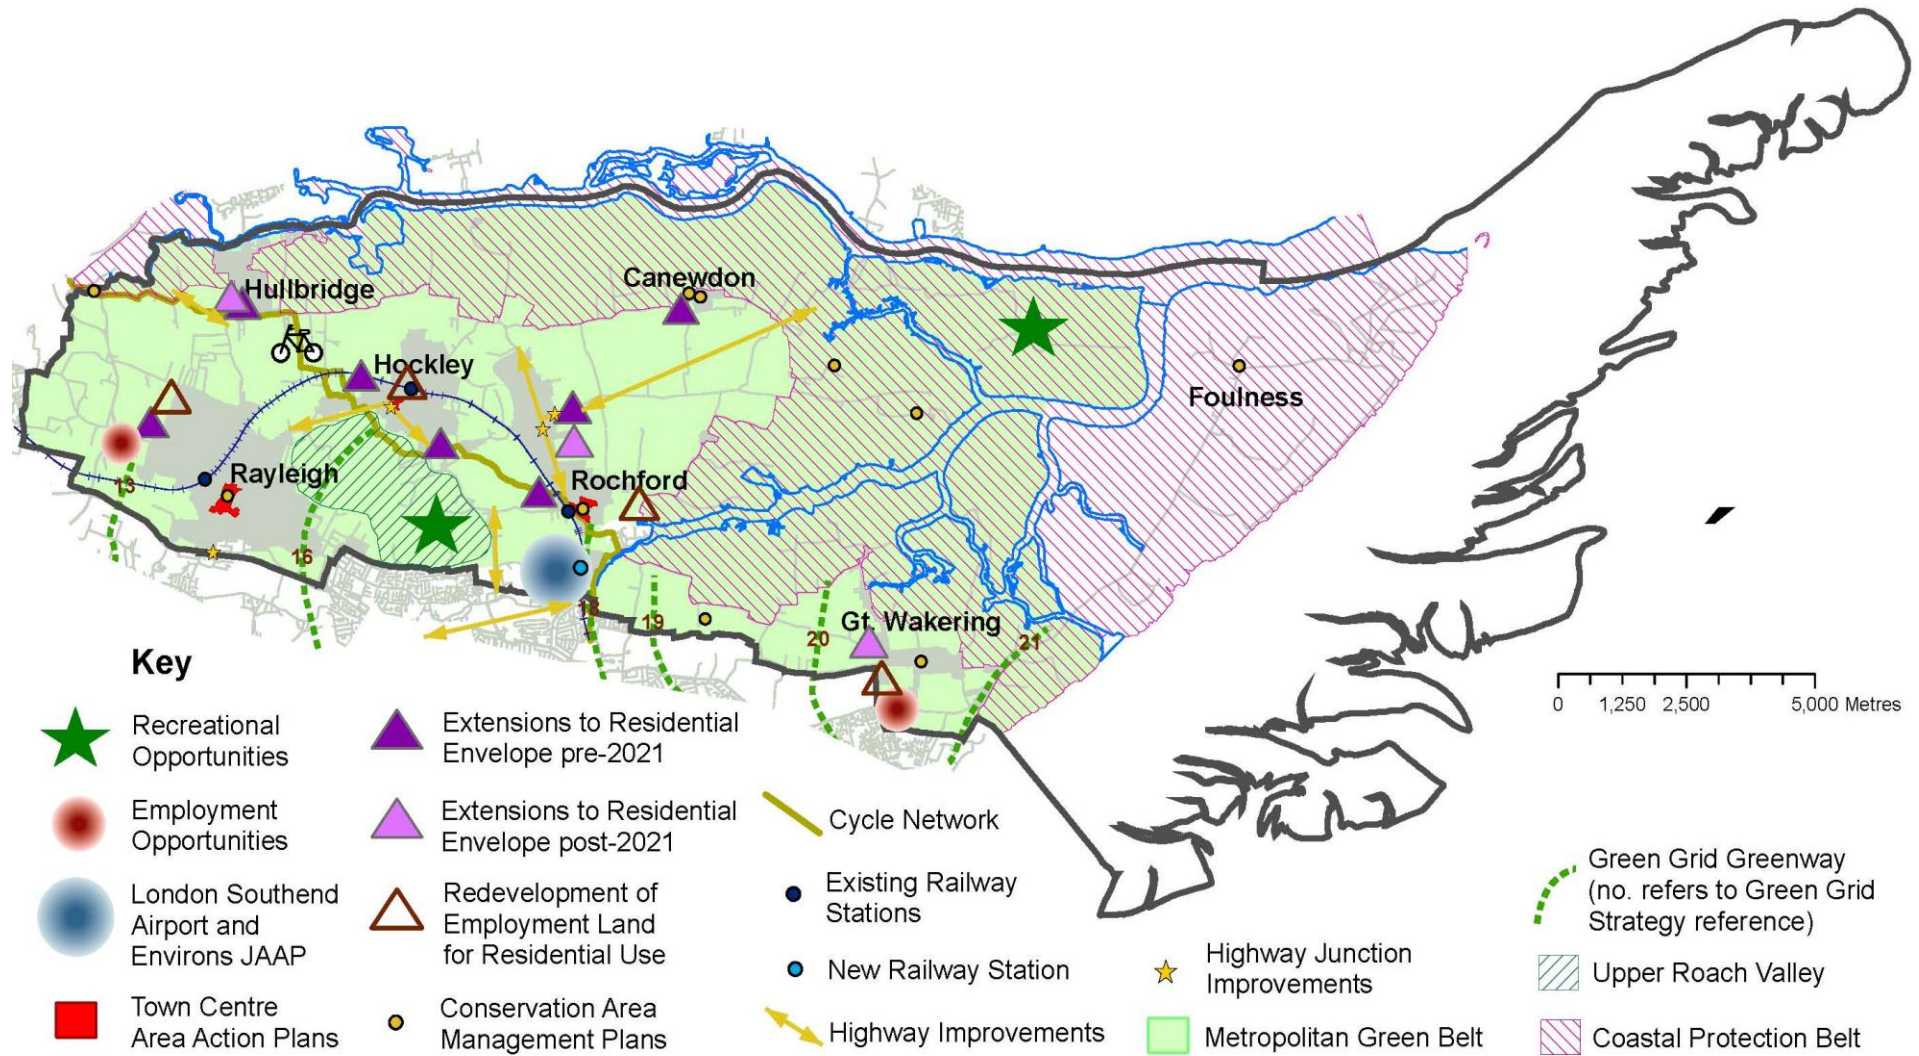 Canewdon
Hullbridge
Hockley
Foulness
Rayleigh
Rochford
13
16
18
19
20
21
Gt. Wakering
Key
Recreational
Opportunities
Employment
Opportunities
London Southend
Airport and
Environs JAAP
Town Centre
Area Action Plans
Extensions to Residential
Envelope pre-2021
Extensions to Residential
Envelope post-2021
Redevelopment of
Employment Land
for Residential Use
Conservation Area
Management Plans
Cycle Network
Existing Railway
Stations
New Railway Station
Highway Improvements
Highway Junction
Improvements
Metropolitan Green Belt
0 1,250 2,500 5,000 Metres
Green Grid Greenway
(no. refers to Green Grid
Strategy reference)
Upper Roach Valley
Coastal Protection Belt